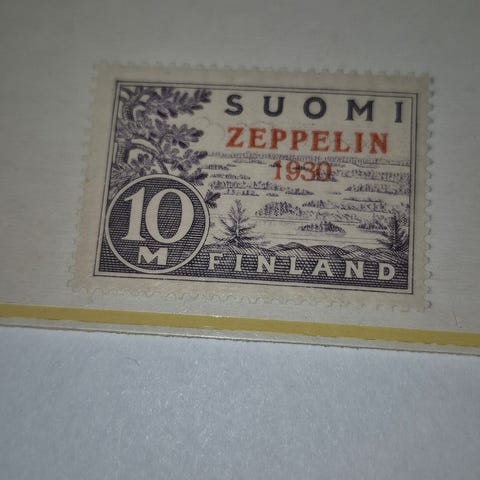 SUOMI
ZEPPELIN
1930
10
M
FINLAND